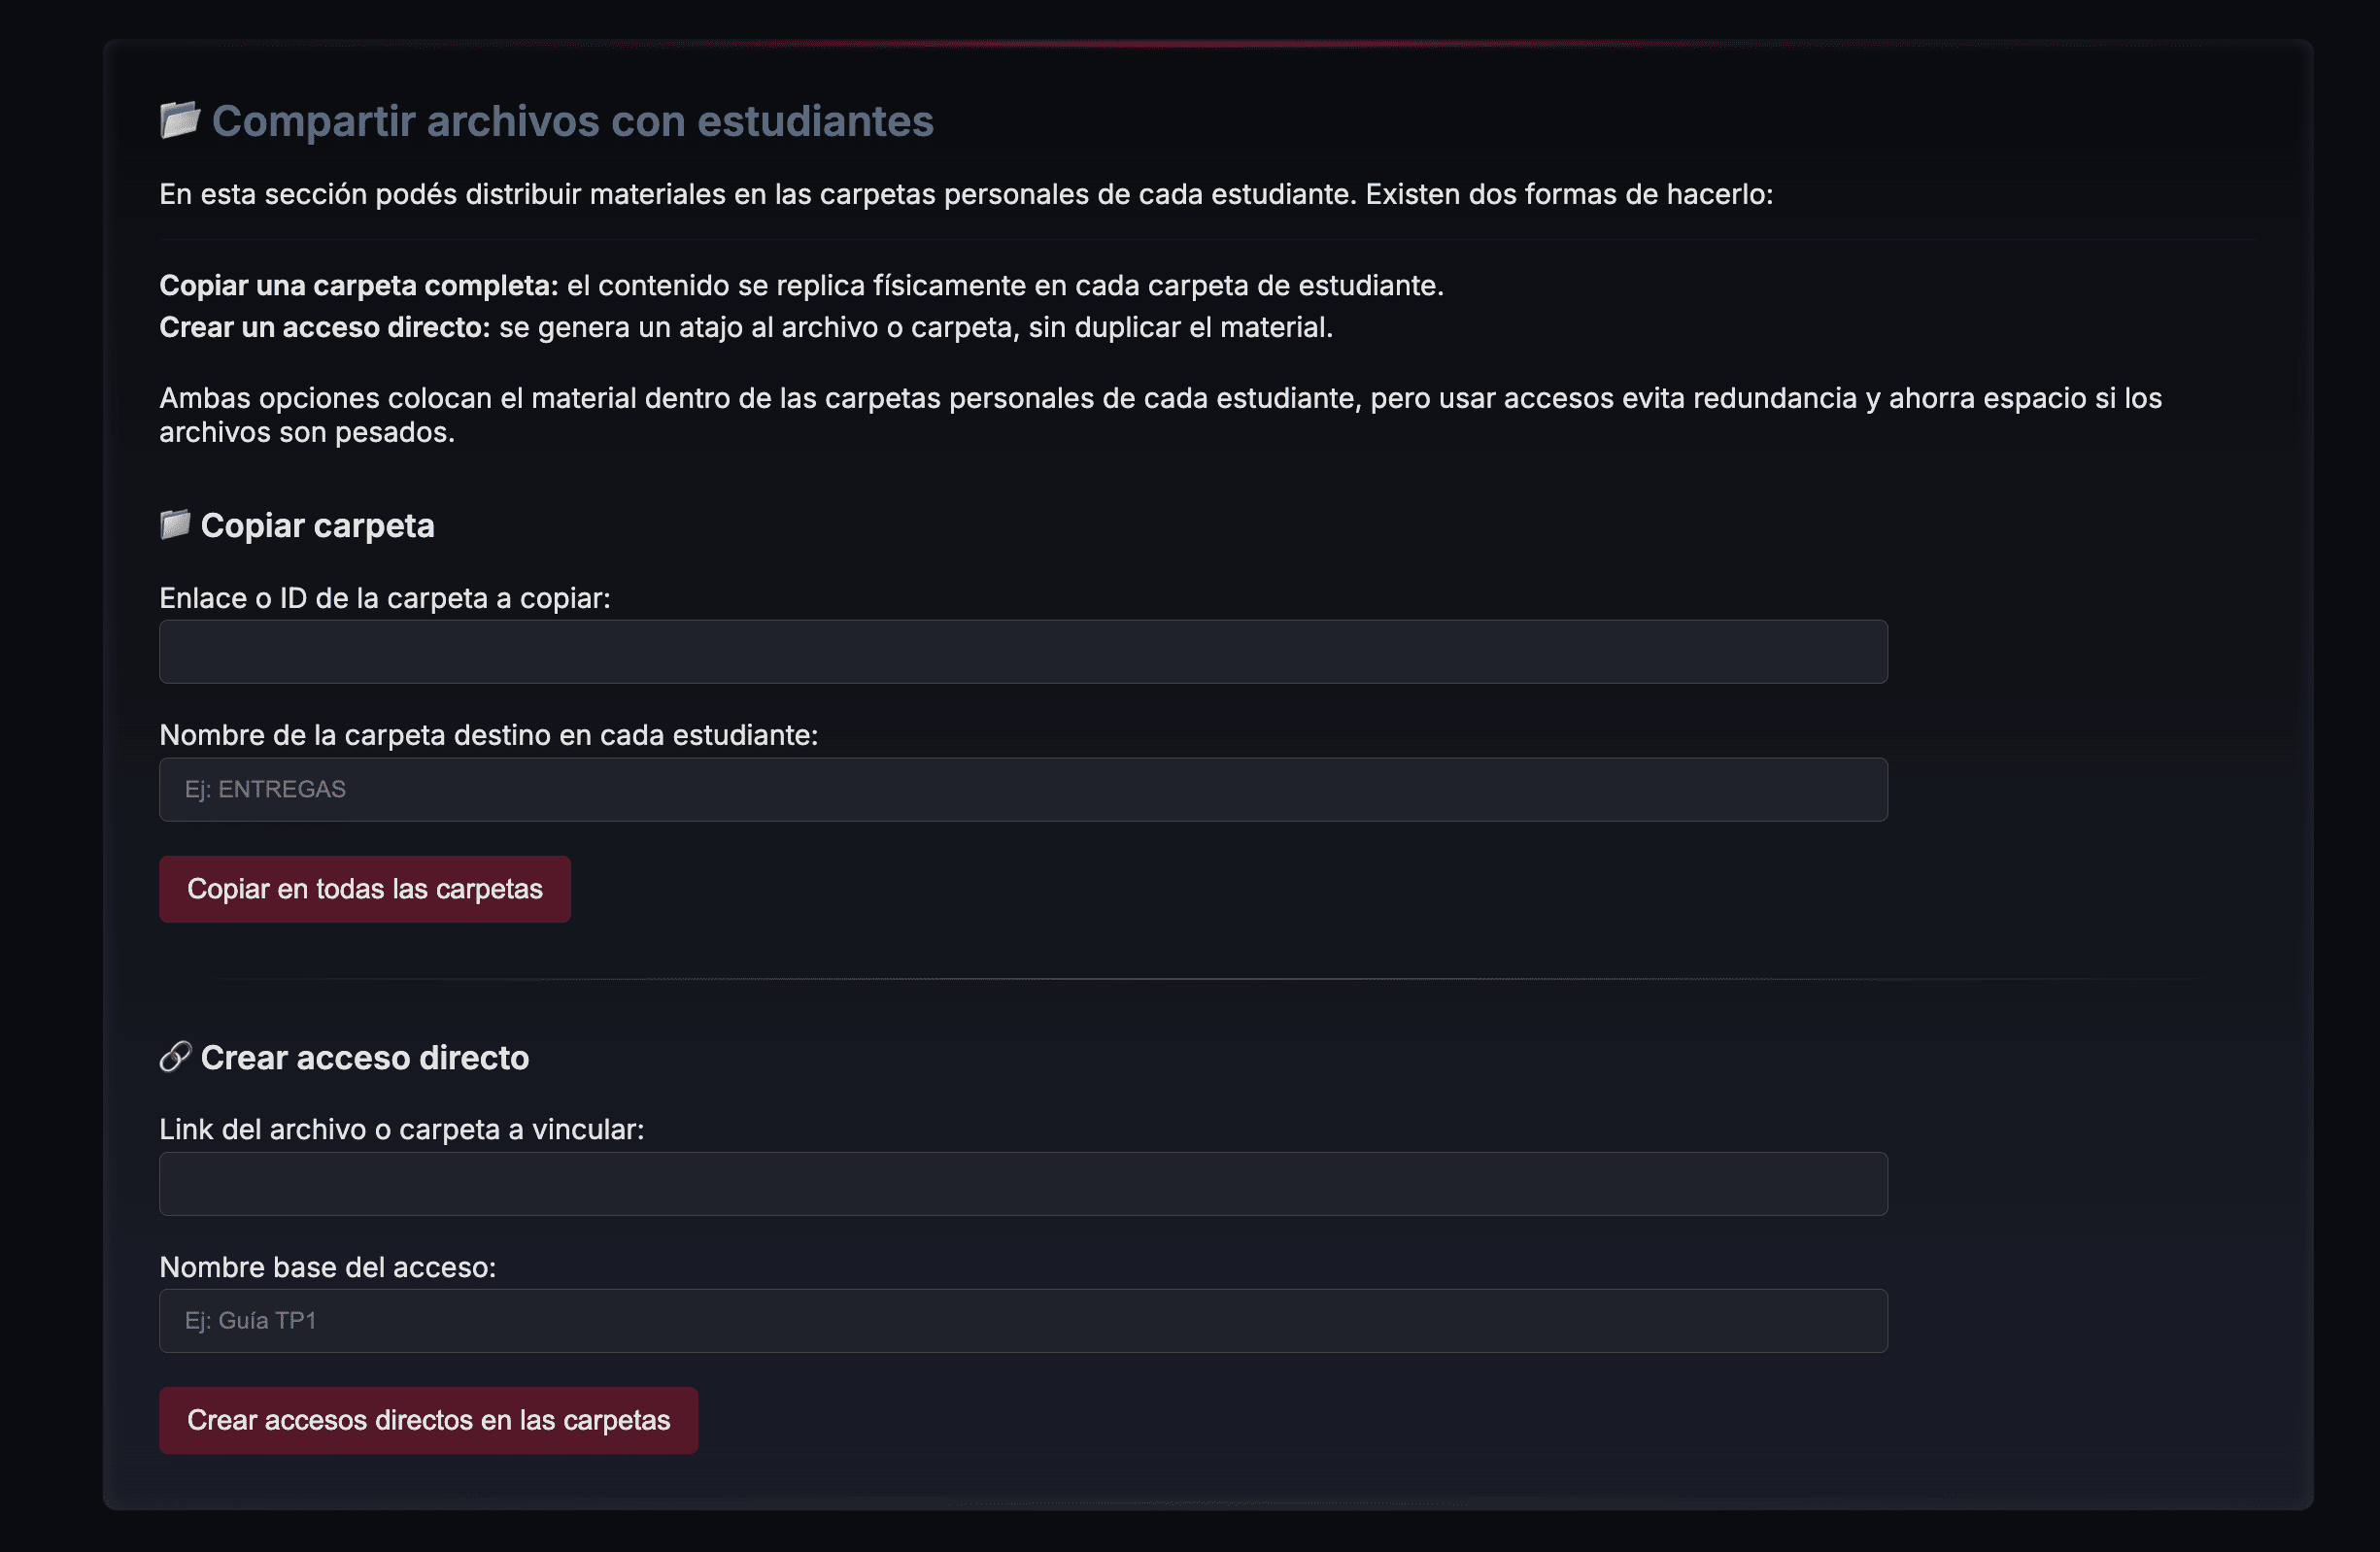 Compartir archivos con estudiantes
En esta sección podés distribuir materiales en las carpetas personales de cada estudiante. Existen dos formas de hacerlo:
Copiar una carpeta completa: el contenido se replica físicamente en cada carpeta de estudiante.
Crear un acceso directo: se genera un atajo al archivo o carpeta, sin duplicar el material.
Ambas opciones colocan el material dentro de las carpetas personales de cada estudiante, pero usar accesos evita redundancia y ahorra espacio si los
archivos son pesados.
Copiar carpeta
Enlace o ID de la carpeta a copiar:
Nombre de la carpeta destino en cada estudiante:
Ej: ENTREGAS
Copiar en todas las carpetas
Crear acceso directo
Link del archivo o carpeta a vincular:
Nombre base del acceso:
Ej: Guía TP1
Crear accesos directos en las carpetas